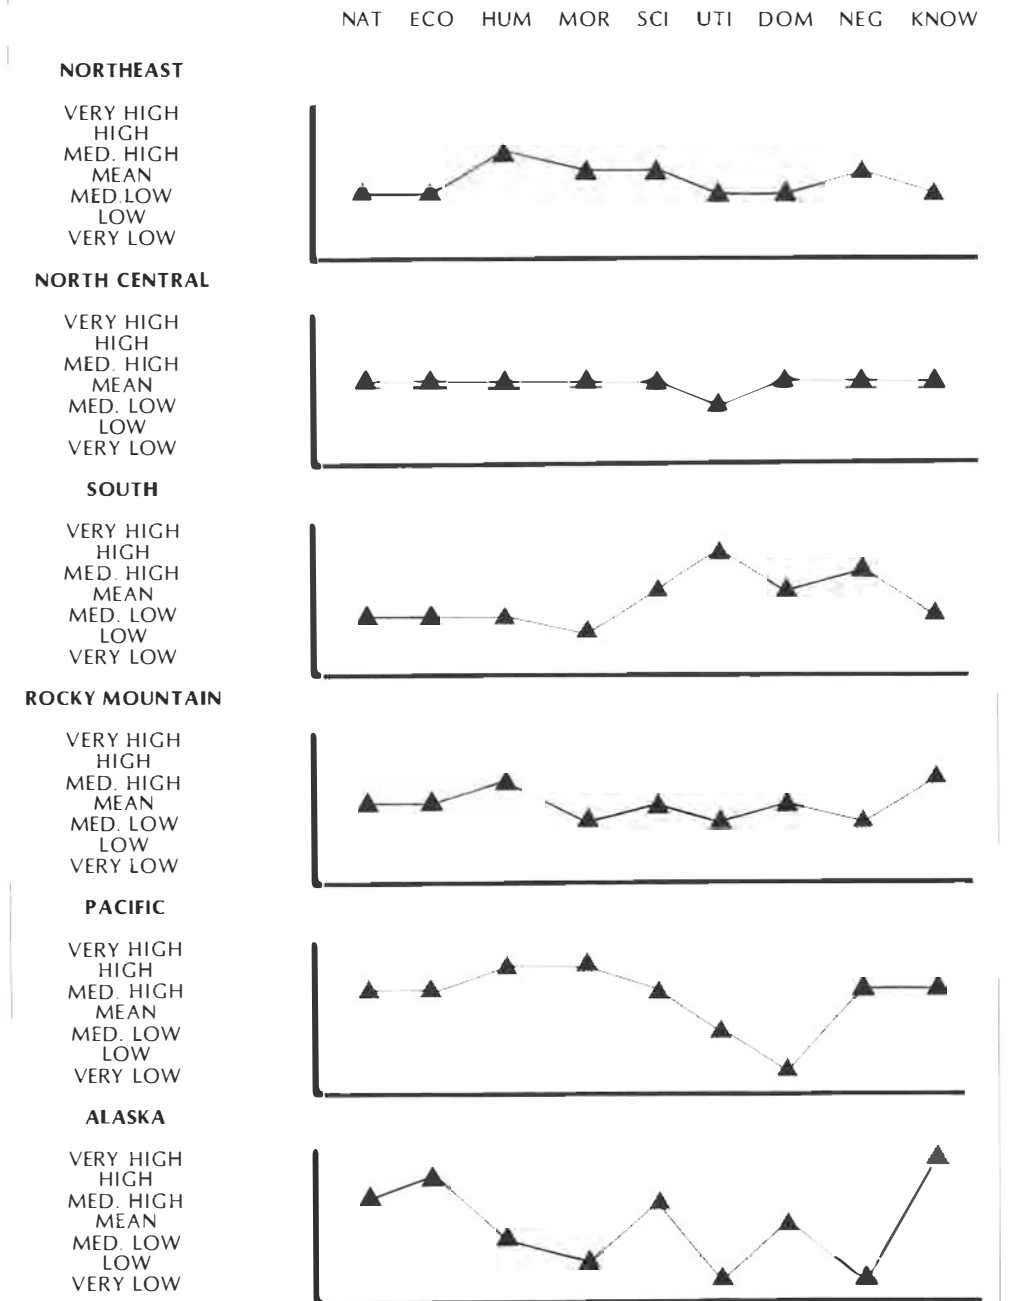 NAT ECO HUM MOR SCI UTI DOM NEG KNOW
NORTHEAST
VERY HIGH
HIGH
MED. HIGH
MEAN
MED.LOW
LOW
VERY LOW
NORTH CENTRAL
VERY HIGH
HIGH
MED. HIGH
MEAN
MED. LOW
LOW
VERY LOW
SOUTH
VERY HIGH
HIGH
MED. HIGH
MEAN
MED. LOW
LOW
VERY LOW
ROCKY MOUNTAIN
VERY HIGH
HIGH
MED. HIGH
MEAN
MED. LOW
LOW
VERY LOW
PACIFIC
VERY HIGH
HIGH
MED. HIGH
MEAN
MED. LOW
LOW
VERY LOW
ALASKA
VERY HIGH
HIGH
MED. HIGH
MEAN
MED. LOW
LOW
VERY LOW